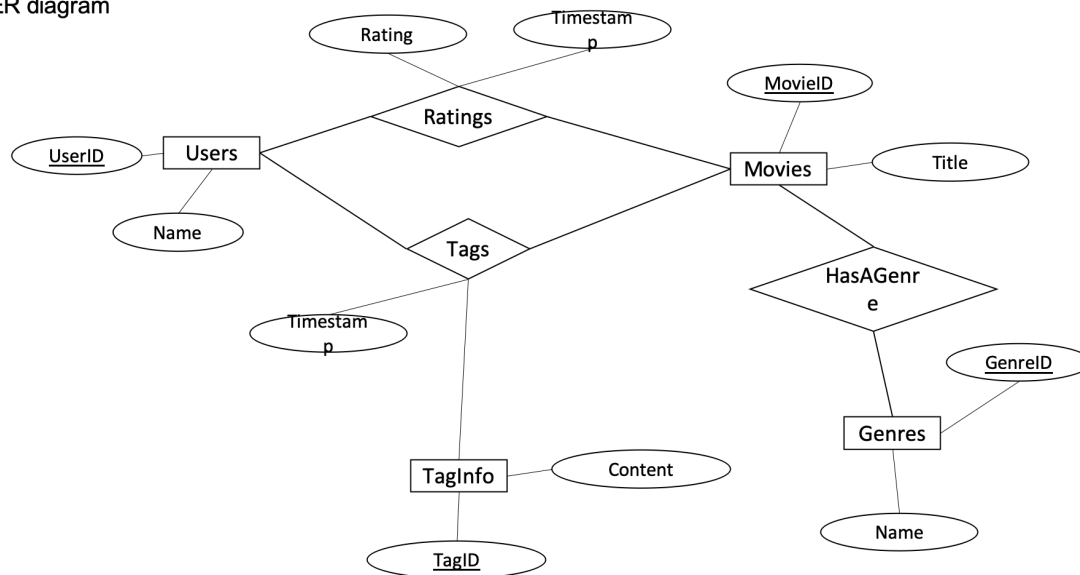 ER diagram
Rating
Timestam
p
MovieID
Ratings
UserID
Users
Movies
Title
Name
Tags
HasAGenr
e
Timestam
p
GenreID
Genres
TagInfo
Content
Name
TagID